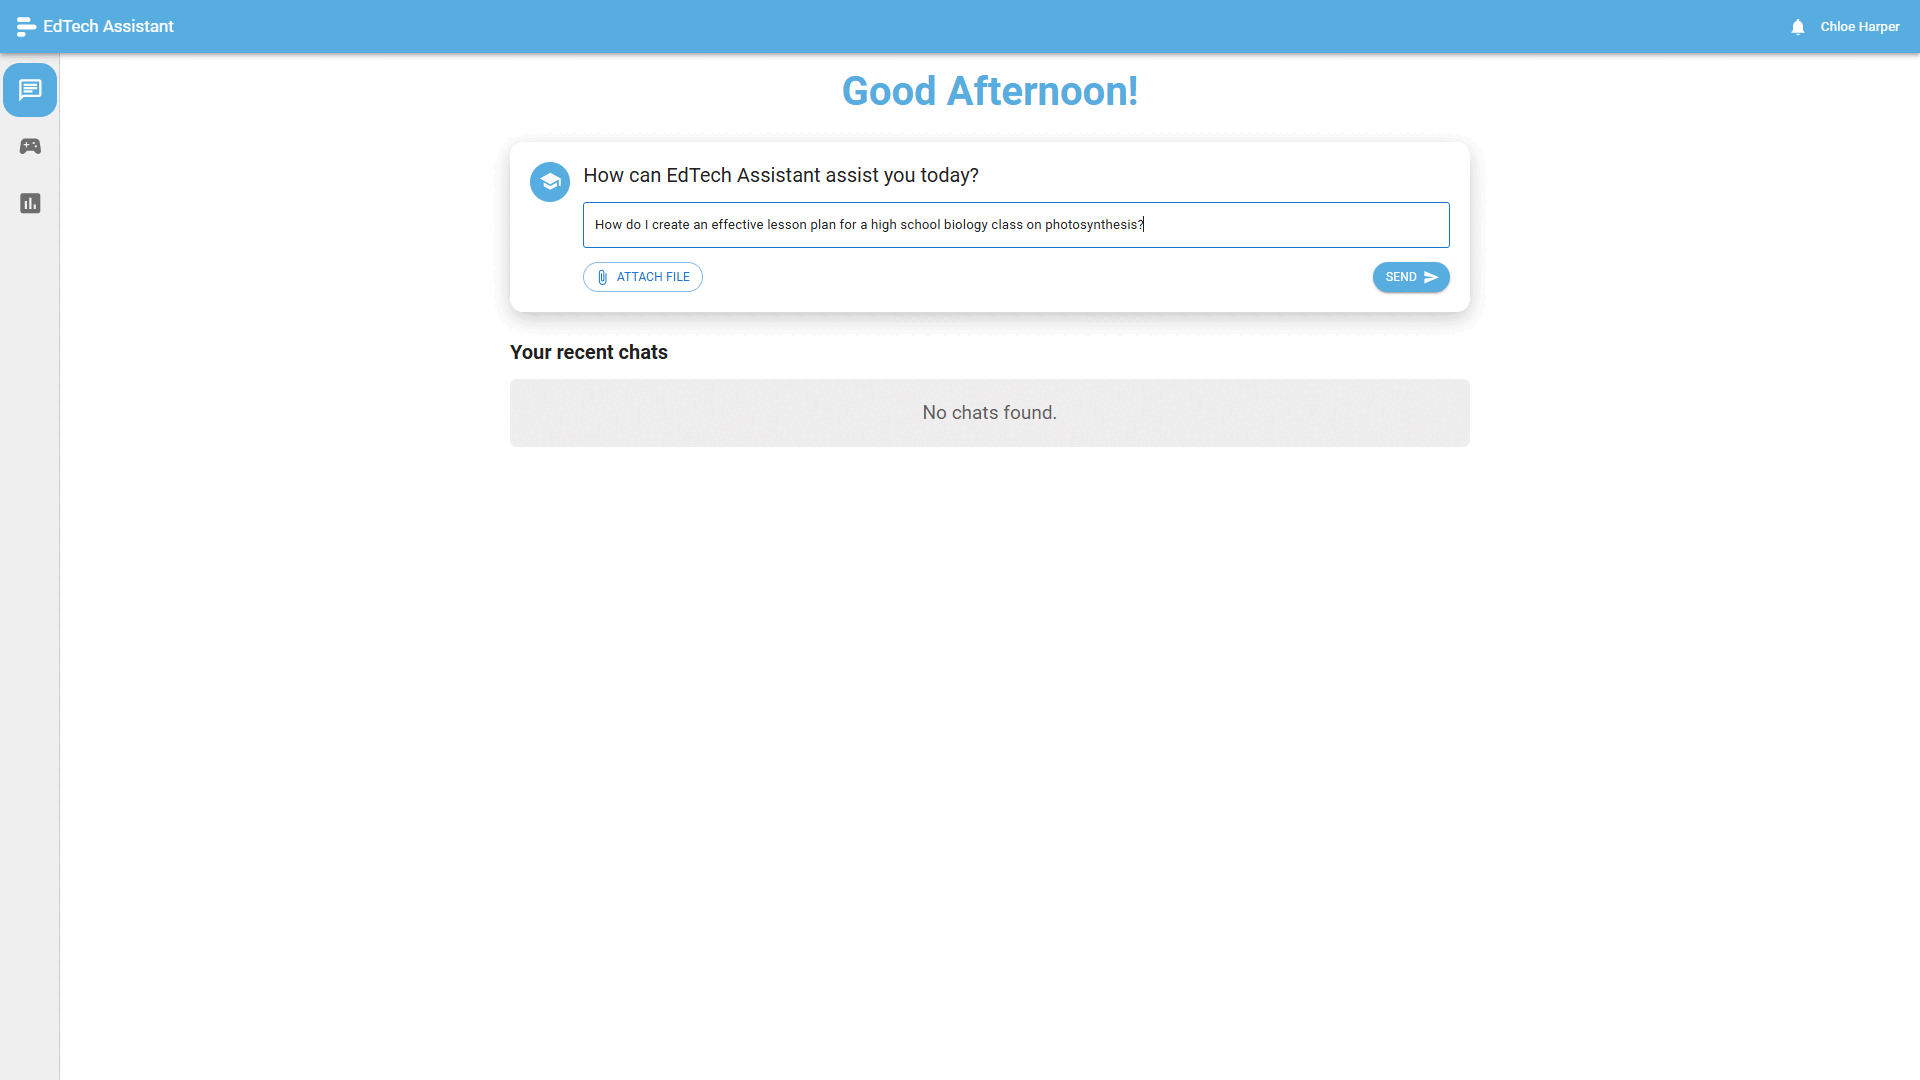 EdTech Assistant
Chloe Harper
Good Afternoon!
How can EdTech Assistant assist you today?
How do I create an effective lesson plan for a high school biology class on photosynthesis?
ATTACH FILE
SEND
Your recent chats
No chats found.